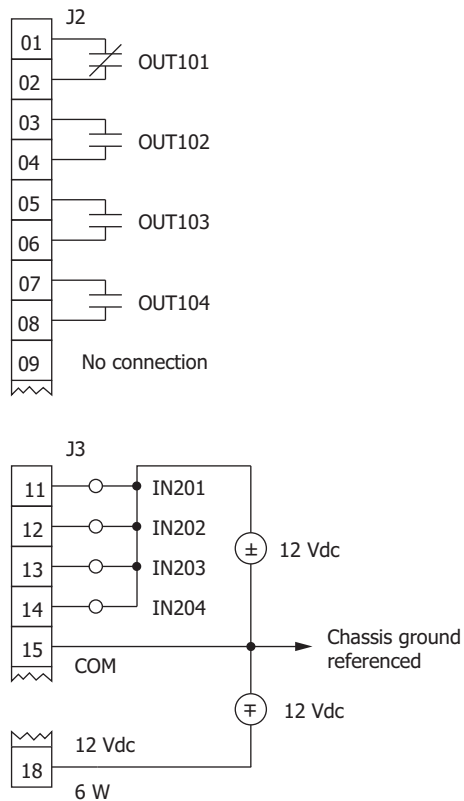 J2
01
OUT101
02
03
OUT102
04
05
OUT103
06
07
OUT104
08
09 No connection
J3
11 IN201
12 IN202
± 12 Vdc
13 IN203
14 IN204
15 COM
Chassis ground
referenced
∓ 12 Vdc
12 Vdc
18
6 W